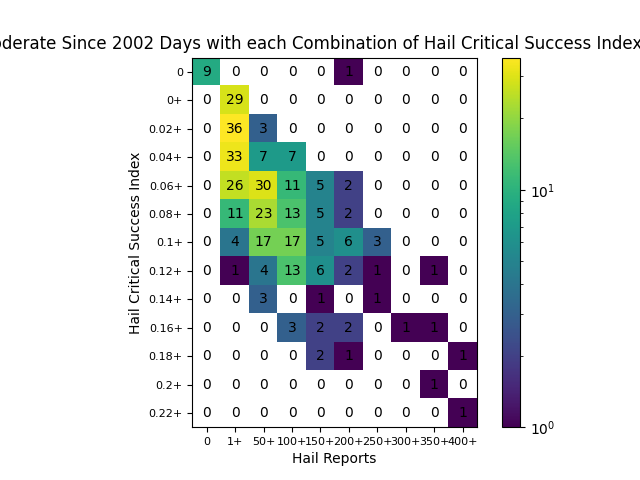 oderate Since 2002 Days with each Combination of Hail Critical Success Index
Hail Critical Success Index
0 9 0 0 0 0 1 0 0 0 0
0+ 0 29 0 0 0 0 0 0 0 0
0.02+ 0 36 3 0 0 0 0 0 0 0
0.04+ 0 33 7 7 0 0 0 0 0 0
0.06+ 0 26 30 11 5 2 0 0 0 0
0.08+ 0 11 23 13 5 2 0 0 0 0
0.1+ 0 4 17 17 5 6 3 0 0 0
0.12+ 0 1 4 13 6 2 1 0 1 0
0.14+ 0 0 3 0 1 0 1 0 0 0
0.16+ 0 0 0 3 2 2 0 1 1 0
0.18+ 0 0 0 0 2 1 0 0 0 1
0.2+ 0 0 0 0 0 0 0 0 1 0
0.22+ 0 0 0 0 0 0 0 0 0 1
0 1+ 50+ 100+ 150+ 200+ 250+ 300+ 350+ 400+
Hail Reports
10¹
10⁰